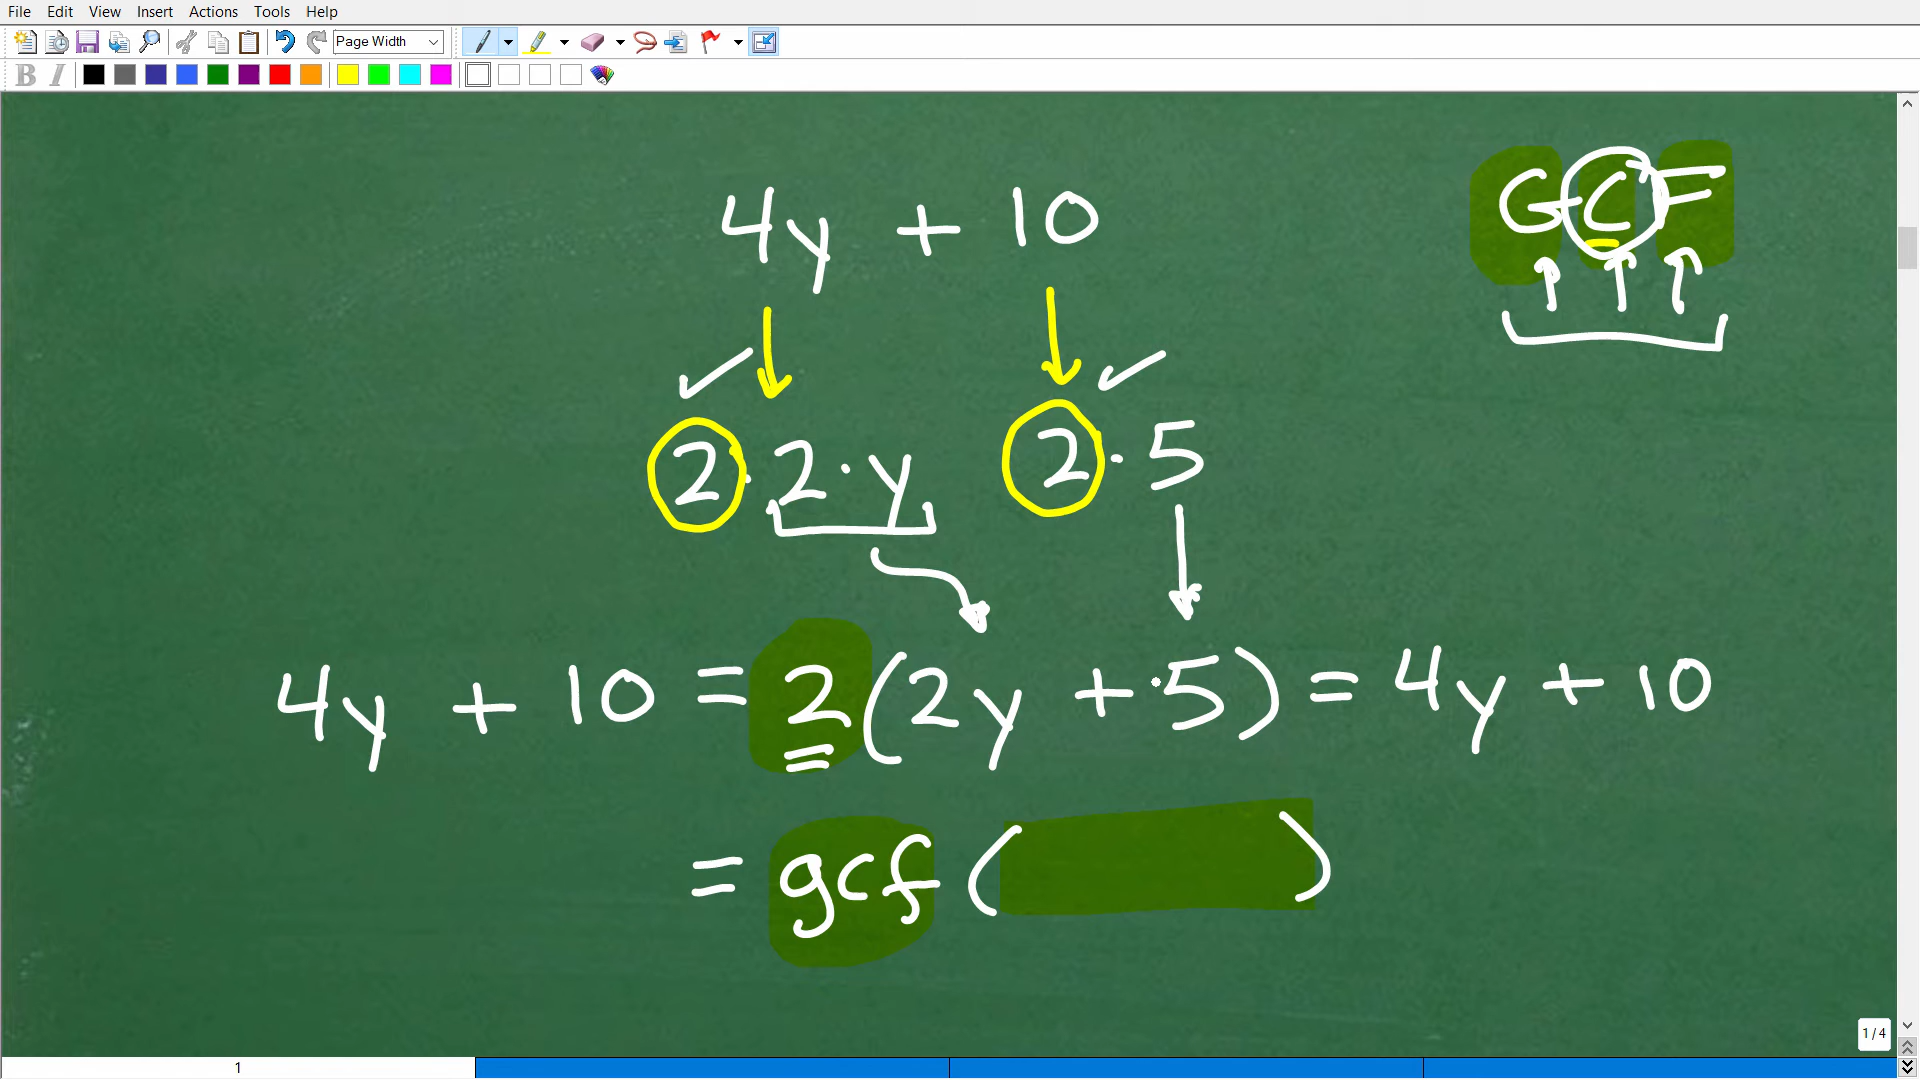 File Edit View Insert Actions Tools Help
Page Width
B I
GCF
4y + 10
2 · 2 · y 2 · 5
4y + 10 = 2(2y + 5) = 4y + 10
= gcf ( )
1 / 4
1